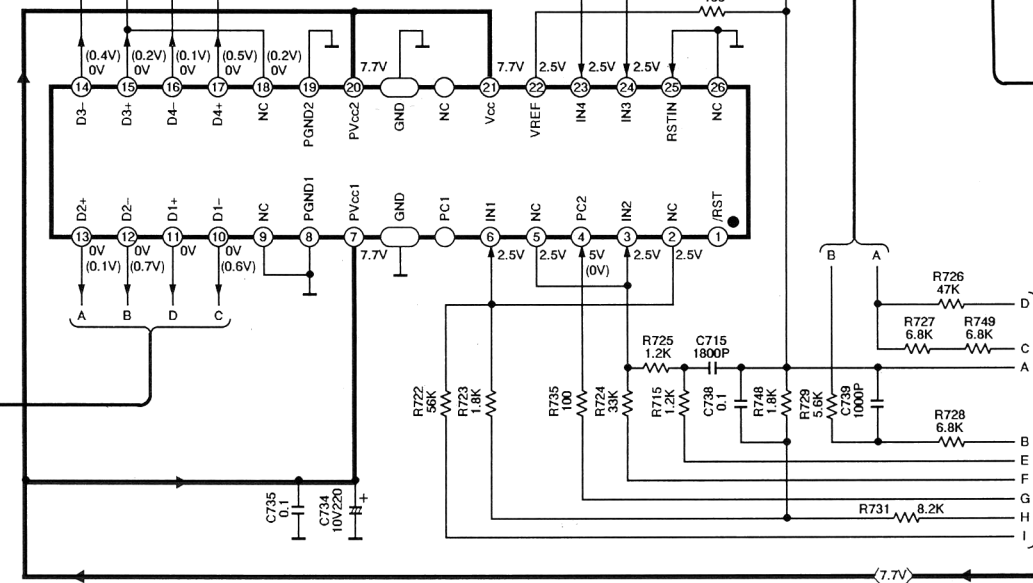 (0.4V) (0.2V) (0.1V) (0.5V) (0.2V)
0V 0V 0V 0V 0V 7.7V 7.7V 2.5V 2.5V 2.5V
14 15 16 17 18 19 20 21 22 23 24 25 26
D3-
D3+
D4-
D4+
NC
PGND2
PVcc2
GND
NC
Vcc
VREF
IN4
IN3
RSTIN
NC
D2+
D2-
D1+
D1-
NC
PGND1
PVcc1
GND
PC1
IN1
NC
PC2
IN2
NC
/RST
13 12 11 10 9 8 7 6 5 4 3 2 1
0V 0V 0V 0V 7.7V 2.5V 2.5V 5V 2.5V 2.5V
(0.1V) (0.7V) (0.6V) (0V)
A B D C
B A
R726
47K
D
R727 R749
6.8K 6.8K
C
R725 C715
1.2K 1800P
A
R722
56K
R723
1.8K
R735
100
R724
33K
R715
1.2K
C738
0.1
R748
1.8K
R729
5.6K
C739
1000P
R728
6.8K
B
E
F
G
R731 8.2K H
I
C735
0.1
C734
10V220
+
7.7V